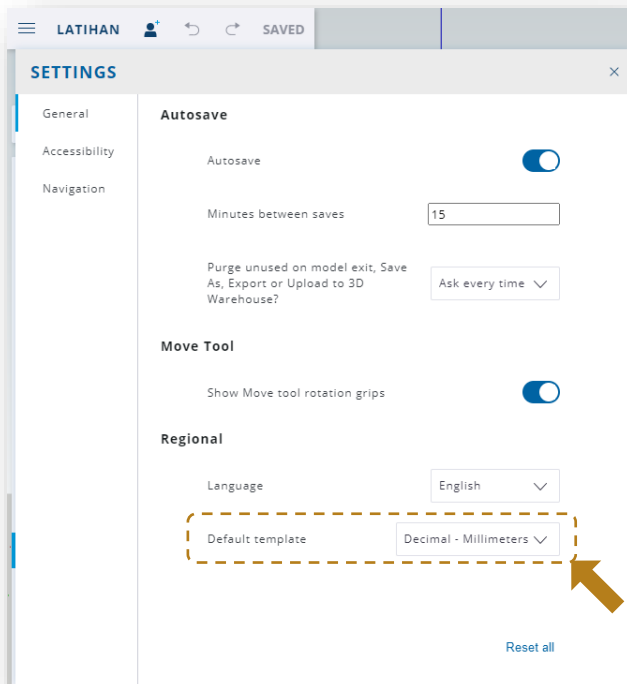 LATIHAN SAVED
SETTINGS
General
Accessibility
Navigation
Autosave
Autosave
Minutes between saves 15
Purge unused on model exit, Save
As, Export or Upload to 3D
Warehouse?
Ask every time
Move Tool
Show Move tool rotation grips
Regional
Language English
Default template Decimal - Millimeters
Reset all